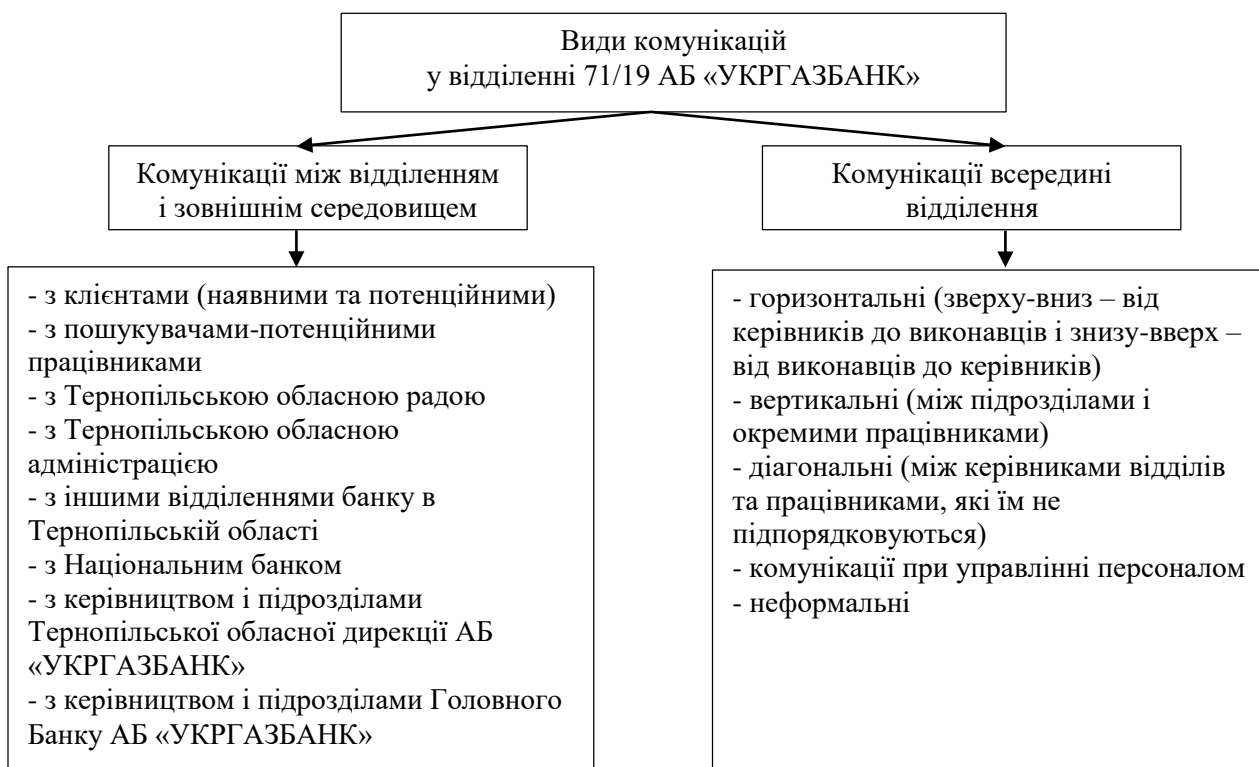 Види комунікацій
у відділенні 71/19 АБ «УКРГАЗБАНК»
Комунікації між відділенням
і зовнішнім середовищем
Комунікації всередині
відділення
- з клієнтами (наявними та потенційними)
- з пошукувачами-потенційними
працівниками
- з Тернопільською обласною радою
- з Тернопільською обласною
адміністрацією
- з іншими відділеннями банку в
Тернопільській області
- з Національним банком
- з керівництвом і підрозділами
Тернопільської обласної дирекції АБ
«УКРГАЗБАНК»
- з керівництвом і підрозділами Головного
Банку АБ «УКРГАЗБАНК»
- горизонтальні (зверху-вниз – від
керівників до виконавців і знизу-вверх –
від виконавців до керівників)
- вертикальні (між підрозділами і
окремими працівниками)
- діагональні (між керівниками відділів
та працівниками, які їм не
підпорядковуються)
- комунікації при управлінні персоналом
- неформальні